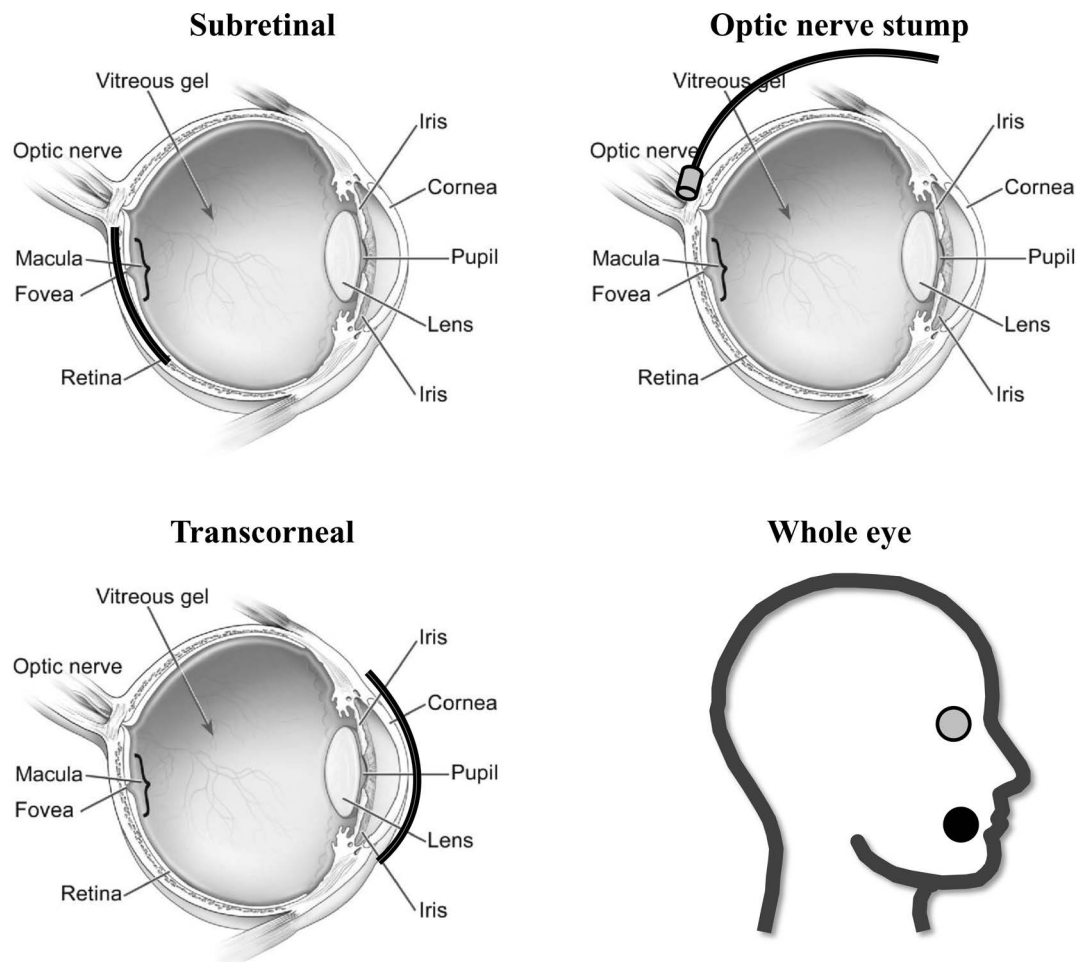 Subretinal
Vitreous gel
Iris
Optic nerve
Cornea
Macula
Pupil
Fovea
Lens
Retina
Iris
Optic nerve stump
Vitreous gel
Iris
Optic nerve
Cornea
Macula
Pupil
Fovea
Lens
Retina
Iris
Transcorneal
Vitreous gel
Iris
Optic nerve
Cornea
Macula
Pupil
Fovea
Lens
Retina
Iris
Whole eye